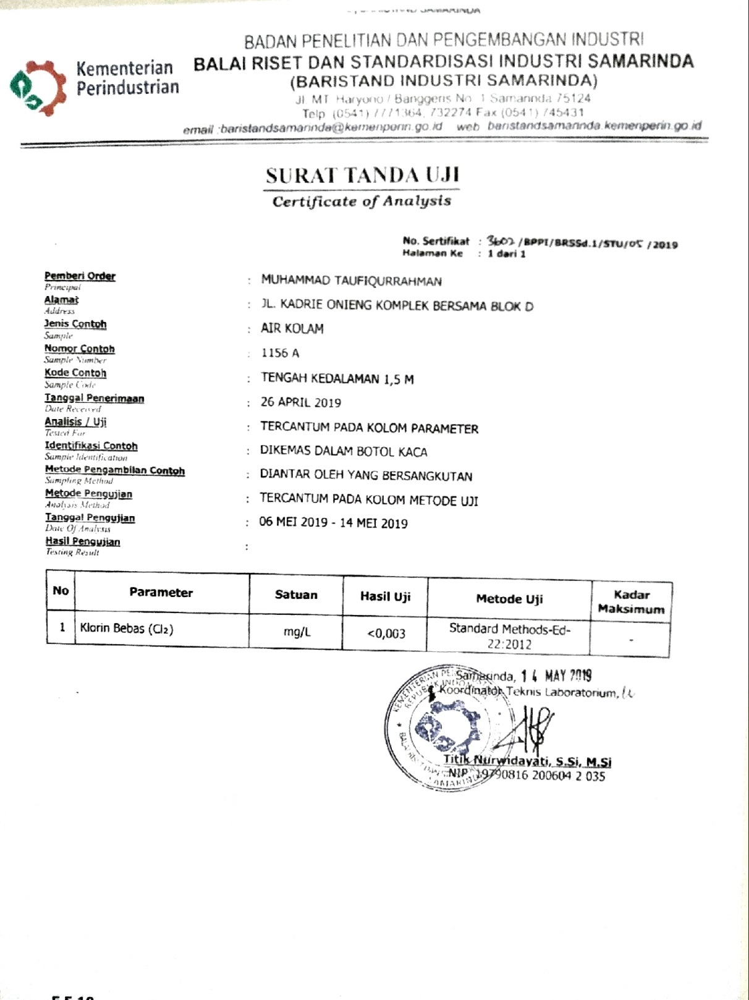 BADAN PENELITIAN DAN PENGEMBANGAN INDUSTRI
Kementerian
Perindustrian
BALAI RISET DAN STANDARDISASI INDUSTRI SAMARINDA
(BARISTAND INDUSTRI SAMARINDA)
Jl. MT. Haryono / Banggeris No. 1 Samarinda 75124
Telp. (0541) 7771364, 732274 Fax (0541) 745431
email :baristandsamarinda@kemenperin.go.id web baristandsamarinda.kemenperin.go.id
SURAT TANDA UJI
Certificate of Analysis
No. Sertifikat : 3602/BPPI/BRSSd.1/STU/05/2019
Halaman Ke : 1 dari 1
Pemberi Order : MUHAMMAD TAUFIQURRAHMAN
Principal
Alamat : JL. KADRIE ONIENG KOMPLEK BERSAMA BLOK D
Address
Jenis Contoh : AIR KOLAM
Sample
Nomor Contoh : 1156 A
Sample Number
Kode Contoh : TENGAH KEDALAMAN 1,5 M
Sample Code
Tanggal Penerimaan : 26 APRIL 2019
Date Received
Analisis / Uji : TERCANTUM PADA KOLOM PARAMETER
Tested For
Identifikasi Contoh : DIKEMAS DALAM BOTOL KACA
Sample Identification
Metode Pengambilan Contoh : DIANTAR OLEH YANG BERSANGKUTAN
Sampling Method
Metode Pengujian : TERCANTUM PADA KOLOM METODE UJI
Analysis Method
Tanggal Pengujian : 06 MEI 2019 - 14 MEI 2019
Date Of Analysis
Hasil Pengujian :
Testing Result
No Parameter Satuan Hasil Uji Metode Uji Kadar Maksimum
1 Klorin Bebas (Cl₂) mg/L <0,003 Standard Methods-Ed-22:2012 -
Samarinda, 14 MAY 2019
Koordinator Teknis Laboratorium,
Titik Nurwidayati, S.Si, M.Si
NIP. 19790816 200604 2 035